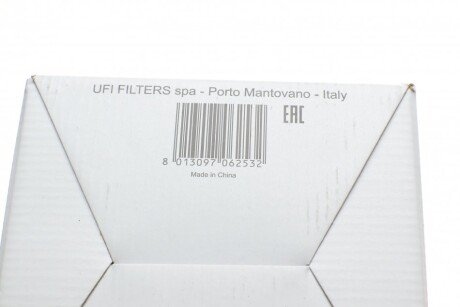 UFI FILTERS spa - Porto Mantovano - Italy
EAC
8 013097 062532
Made in China